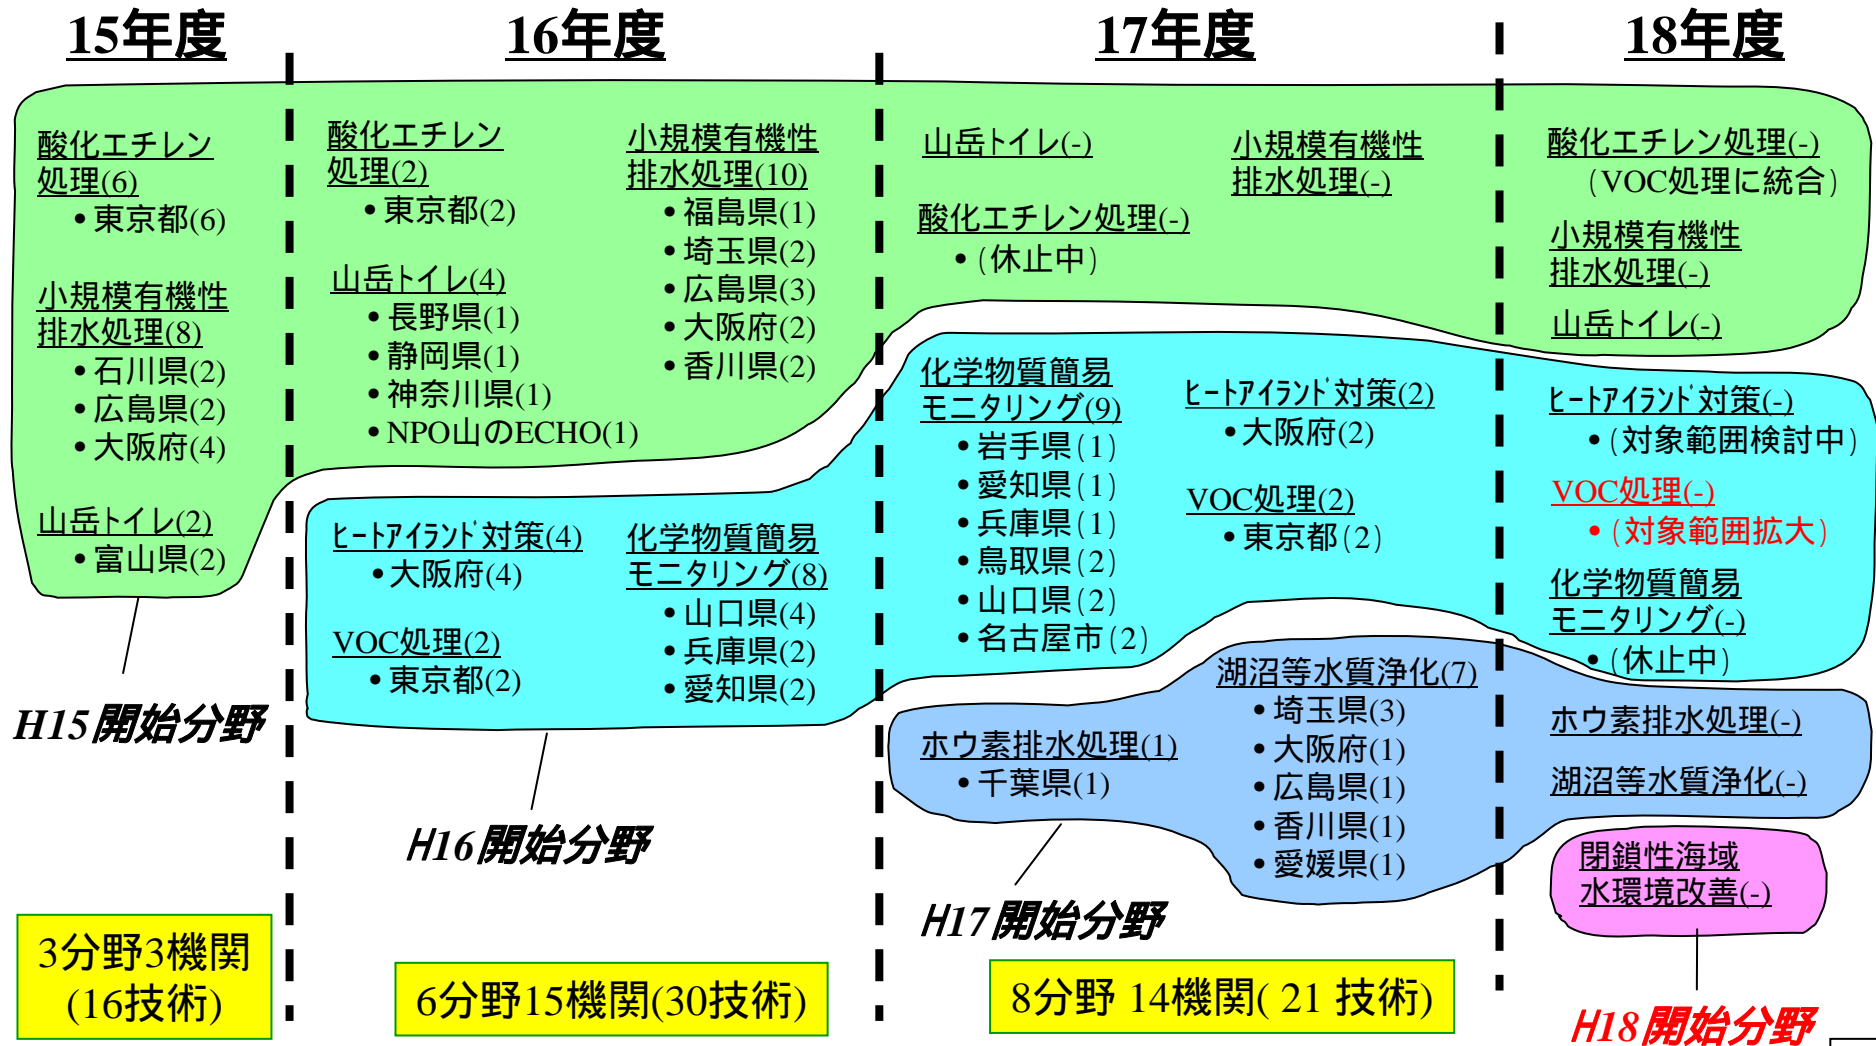 15年度
16年度
17年度
18年度
酸化エチレン
処理(6)
•東京都(6)
小規模有機性
排水処理(8)
•石川県(2)
•広島県(2)
•大阪府(4)
山岳トイレ(2)
•富山県(2)
H15開始分野
3分野3機関
(16技術)
酸化エチレン
処理(2)
•東京都(2)
山岳トイレ(4)
•長野県(1)
•静岡県(1)
•神奈川県(1)
•NPO山のECHO(1)
小規模有機性
排水処理(10)
•福島県(1)
•埼玉県(2)
•広島県(3)
•大阪府(2)
•香川県(2)
ﾋｰﾄｱｲﾗﾝﾄﾞ対策(4)
•大阪府(4)
VOC処理(2)
•東京都(2)
化学物質簡易
モニタリング(8)
•山口県(4)
•兵庫県(2)
•愛知県(2)
H16開始分野
6分野15機関(30技術)
山岳トイレ(-)
酸化エチレン処理(-)
•(休止中)
小規模有機性
排水処理(-)
化学物質簡易
モニタリング(9)
•岩手県(1)
•愛知県(1)
•兵庫県(1)
•鳥取県(2)
•山口県(2)
•名古屋市(2)
ﾋｰﾄｱｲﾗﾝﾄﾞ対策(2)
•大阪府(2)
VOC処理(2)
•東京都(2)
ホウ素排水処理(1)
•千葉県(1)
湖沼等水質浄化(7)
•埼玉県(3)
•大阪府(1)
•広島県(1)
•香川県(1)
•愛媛県(1)
H17開始分野
8分野 14機関( 21 技術)
酸化エチレン処理(-)
(VOC処理に統合)
小規模有機性
排水処理(-)
山岳トイレ(-)
ﾋｰﾄｱｲﾗﾝﾄﾞ対策(-)
•(対象範囲検討中)
VOC処理(-)
•(対象範囲拡大)
化学物質簡易
モニタリング(-)
•(休止中)
ホウ素排水処理(-)
湖沼等水質浄化(-)
閉鎖性海域
水環境改善(-)
H18開始分野